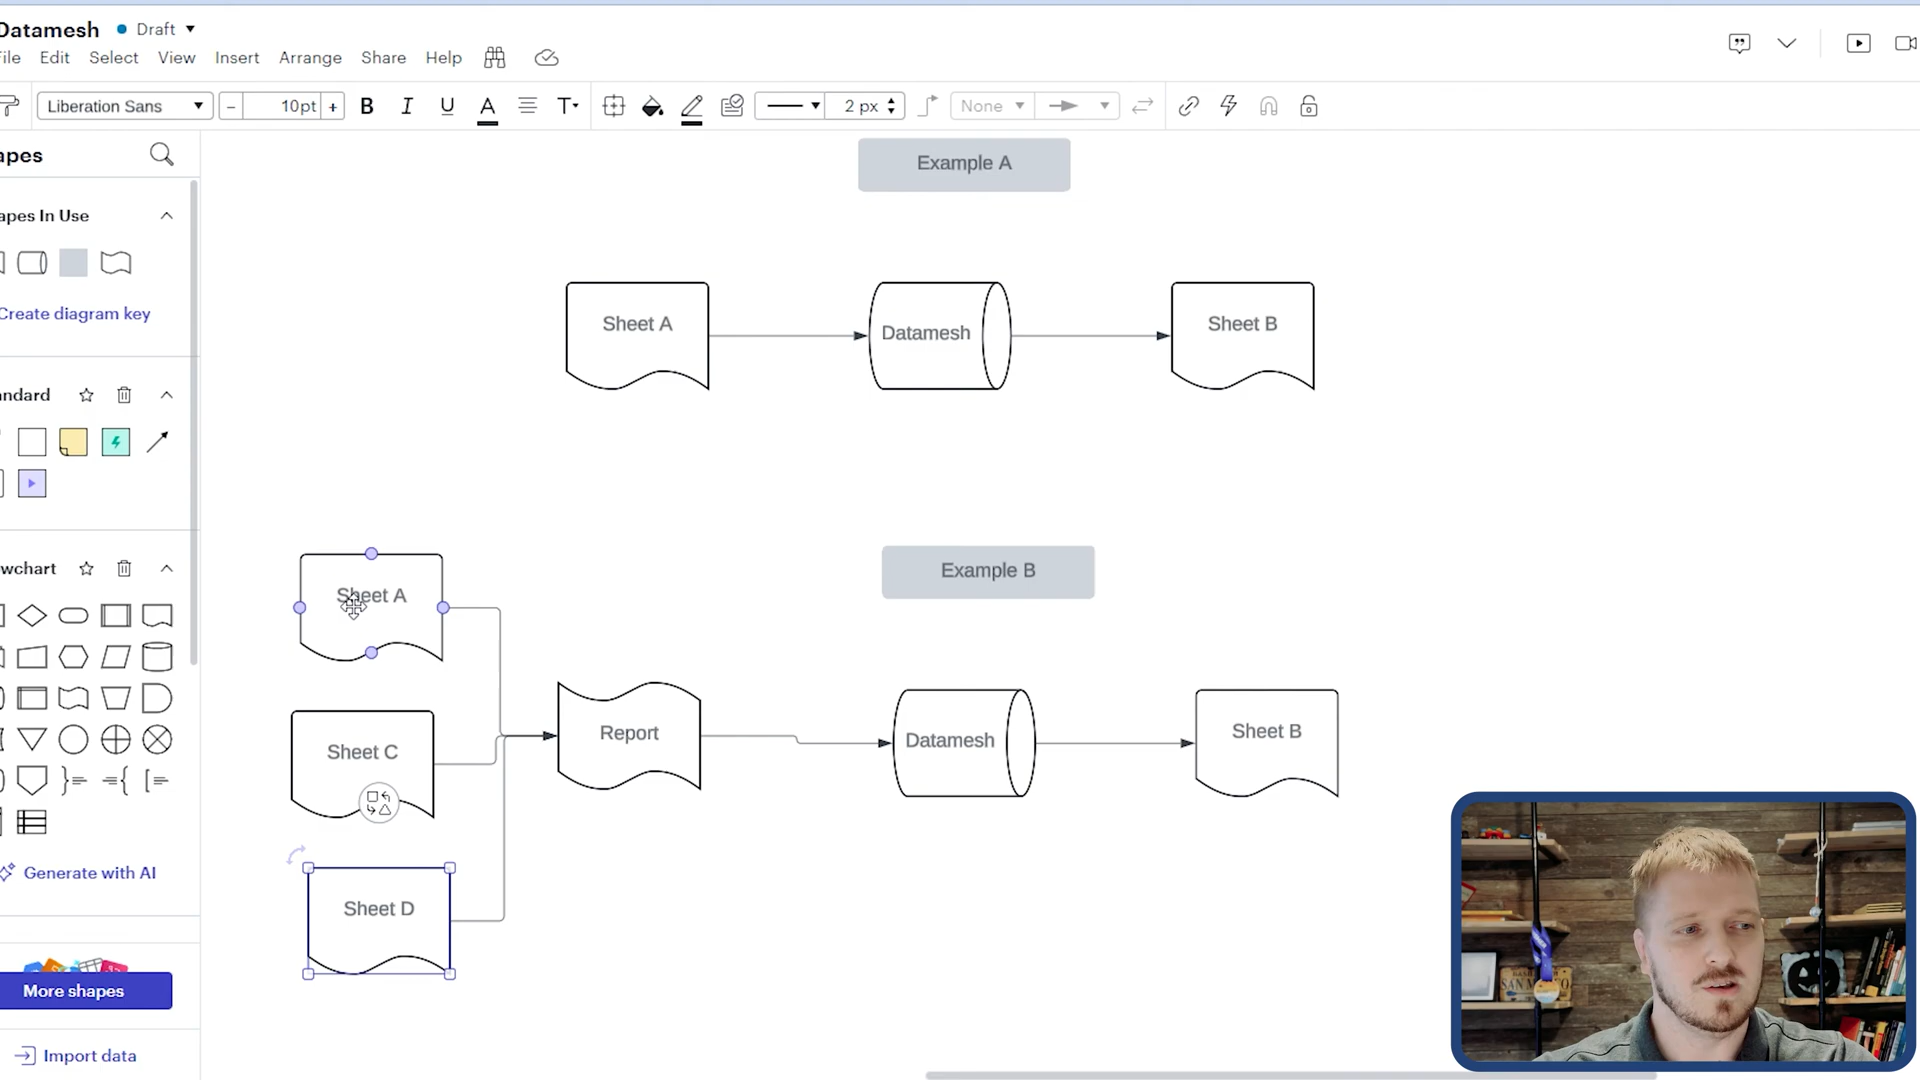 Datamesh
Draft
File Edit Select View Insert Arrange Share Help
Liberation Sans
10pt
B I U A T
2 px
None
apes
Example A
apes In Use
Create diagram key
Sheet A
Datamesh
Sheet B
andard
wchart
Example B
Sheet A
Sheet C
Sheet D
Report
Datamesh
Sheet B
Generate with AI
More shapes
Import data